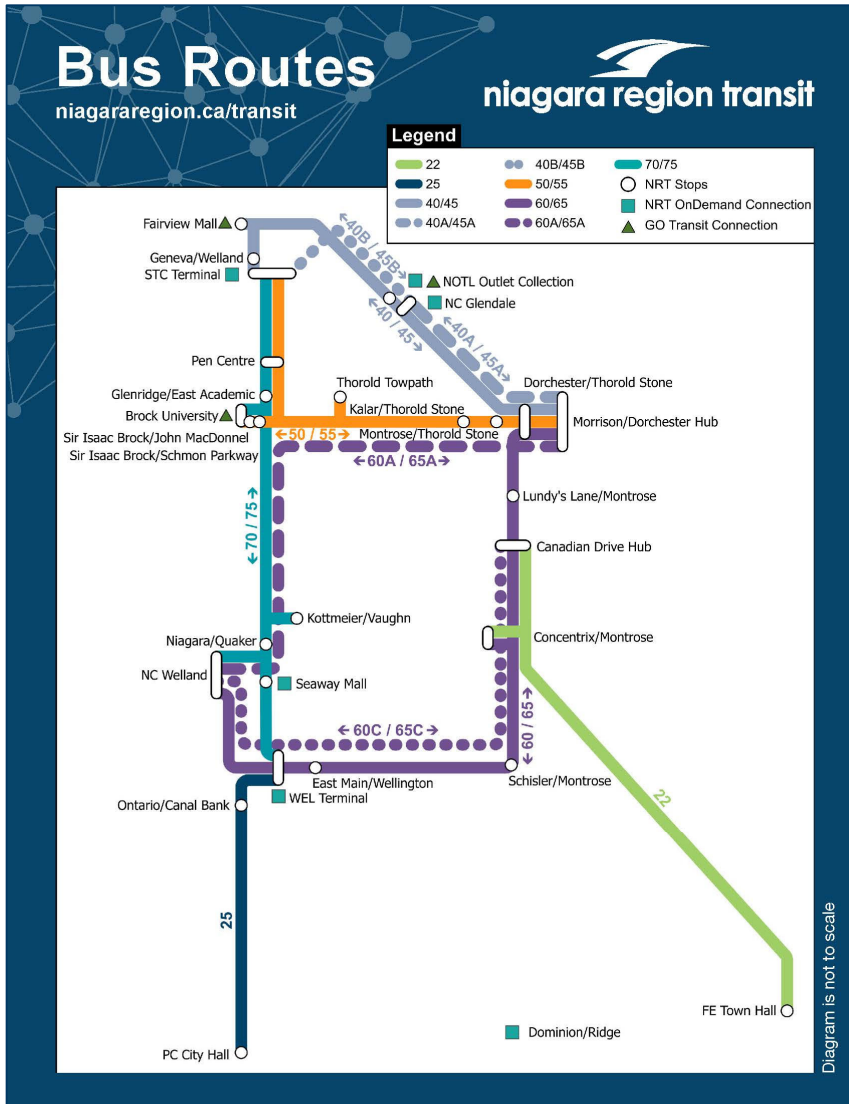 Bus Routes
niagararegion.ca/transit
niagara region transit
Legend
22
25
40/45
40A/45A
40B/45B
50/55
60/65
60A/65A
70/75
NRT Stops
NRT OnDemand Connection
GO Transit Connection
Fairview Mall
Geneva/Welland
STC Terminal
←40B / 45B→
NOTL Outlet Collection
NC Glendale
←40 / 45→
←40A / 45A→
Pen Centre
Glenridge/East Academic
Brock University
Sir Isaac Brock/John MacDonnel
Sir Isaac Brock/Schmon Parkway
Thorold Towpath
Kalar/Thorold Stone
←50 / 55→
Montrose/Thorold Stone
Dorchester/Thorold Stone
Morrison/Dorchester Hub
←60A / 65A→
Lundy's Lane/Montrose
←70 / 75→
Canadian Drive Hub
Kottmeier/Vaughn
Niagara/Quaker
Concentrix/Montrose
NC Welland
Seaway Mall
←60C / 65C→
←60 / 65→
East Main/Wellington
Schisler/Montrose
WEL Terminal
Ontario/Canal Bank
22
25
FE Town Hall
Dominion/Ridge
PC City Hall
Diagram is not to scale